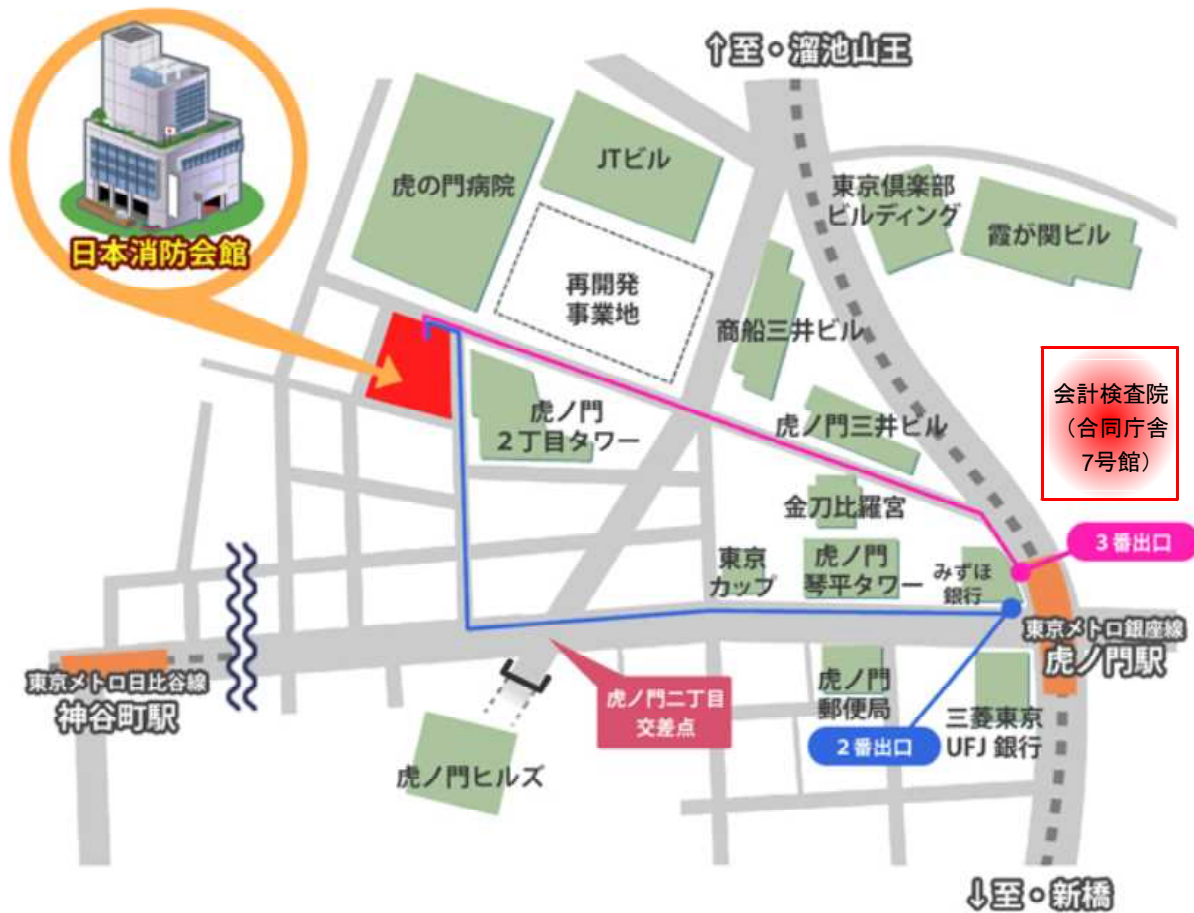 ↑至・溜池山王
日本消防会館
虎の門病院
JTビル
東京倶楽部
ビルディング
霞が関ビル
再開発
事業地
商船三井ビル
会計検査院
（合同庁舎
7号館）
虎ノ門
２丁目タワー
虎ノ門三井ビル
金刀比羅宮
３番出口
東京
カップ
虎ノ門
琴平タワー
みずほ
銀行
東京メトロ銀座線
虎ノ門駅
東京メトロ日比谷線
神谷町駅
虎ノ門二丁目
交差点
虎ノ門
郵便局
三菱東京
UFJ 銀行
２番出口
虎ノ門ヒルズ
↓至・新橋